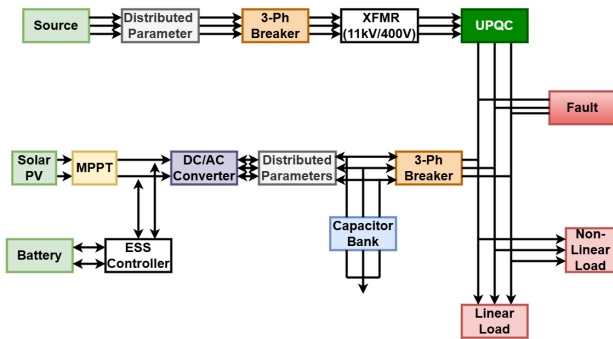 Source
Distributed
Parameter
3-Ph
Breaker
XFMR
(11kV/400V)
UPQC
Fault
Solar
PV
MPPT
DC/AC
Converter
Distributed
Parameters
3-Ph
Breaker
Capacitor
Bank
Battery
ESS
Controller
Non-
Linear
Load
Linear
Load